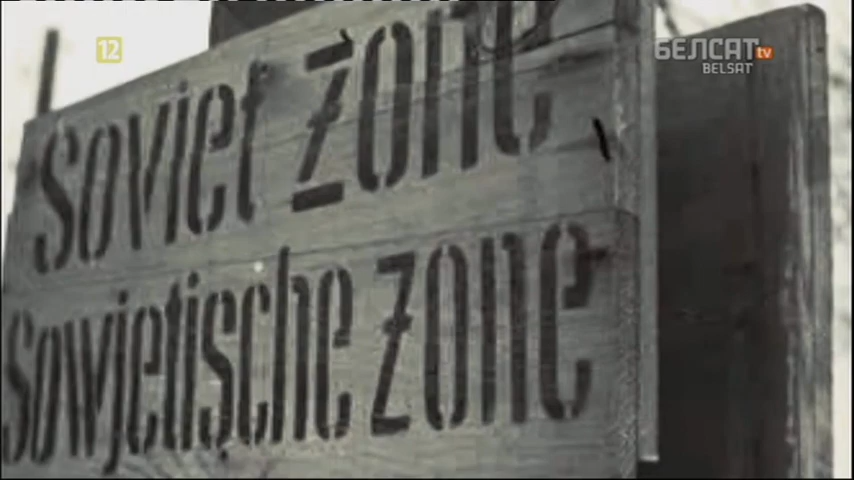 12
БЕЛСАТ tv
BELSAT
Soviet Zone
Sowjetische Zone